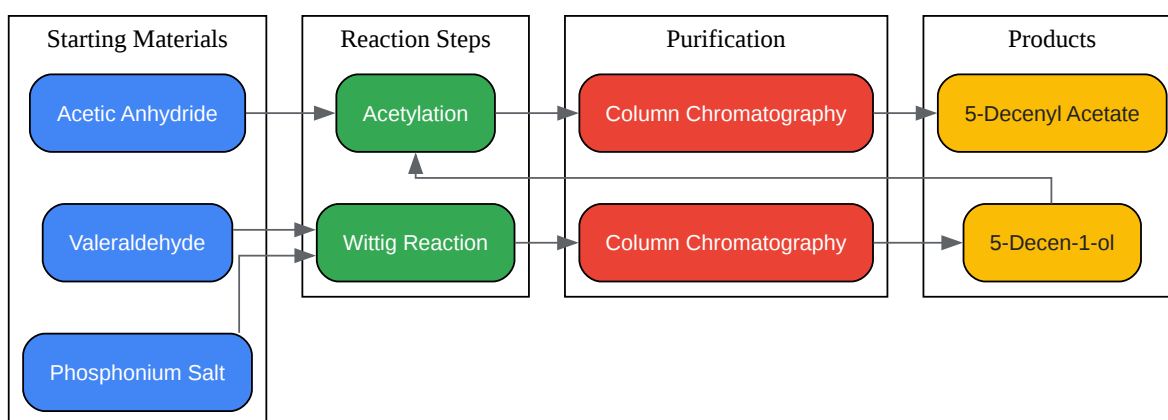 Starting Materials
Reaction Steps
Purification
Products
Acetic Anhydride
Acetylation
Column Chromatography
5-Decenyl Acetate
Valeraldehyde
Wittig Reaction
Column Chromatography
5-Decen-1-ol
Phosphonium Salt